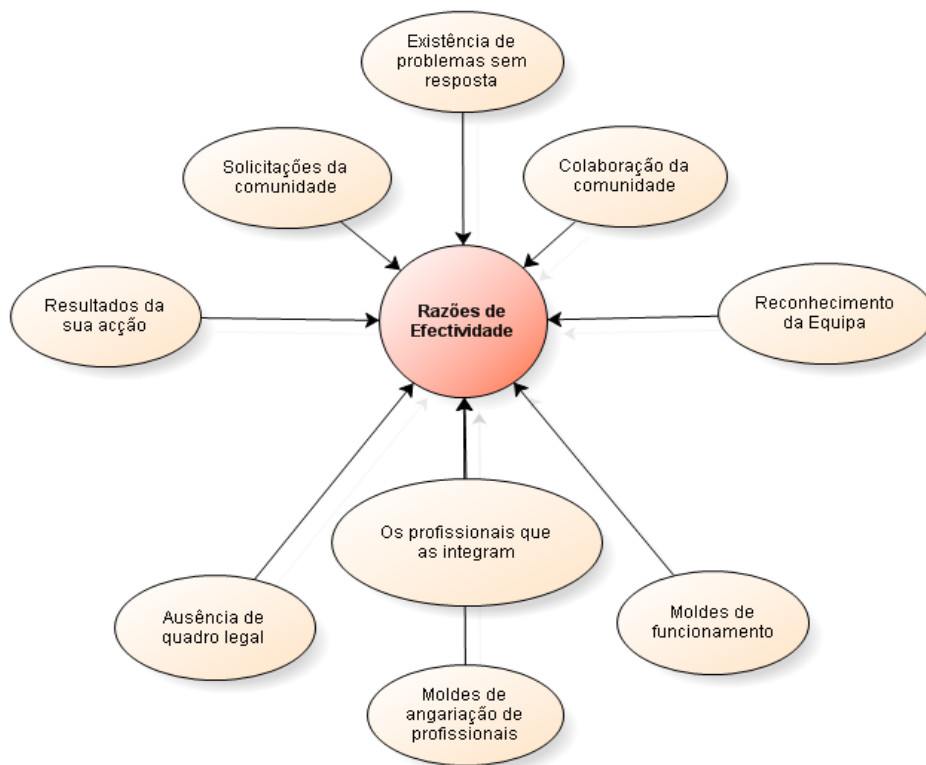 Existência de
problemas sem
resposta
Solicitações da
comunidade
Colaboração da
comunidade
Resultados da
sua acção
Razões de
Efectividade
Reconhecimento
da Equipa
Os profissionais que
as integram
Ausência de
quadro legal
Moldes de
funcionamento
Moldes de
angariação de
profissionais